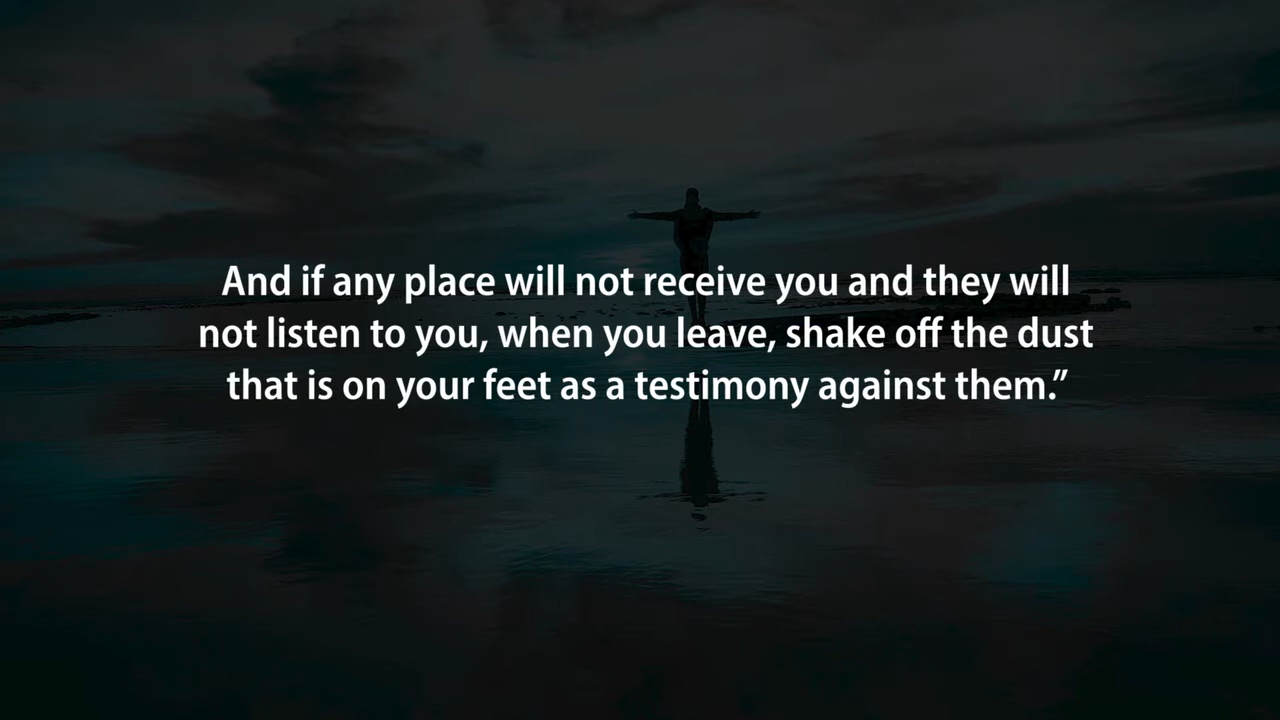 And if any place will not receive you and they will
not listen to you, when you leave, shake off the dust
that is on your feet as a testimony against them.”